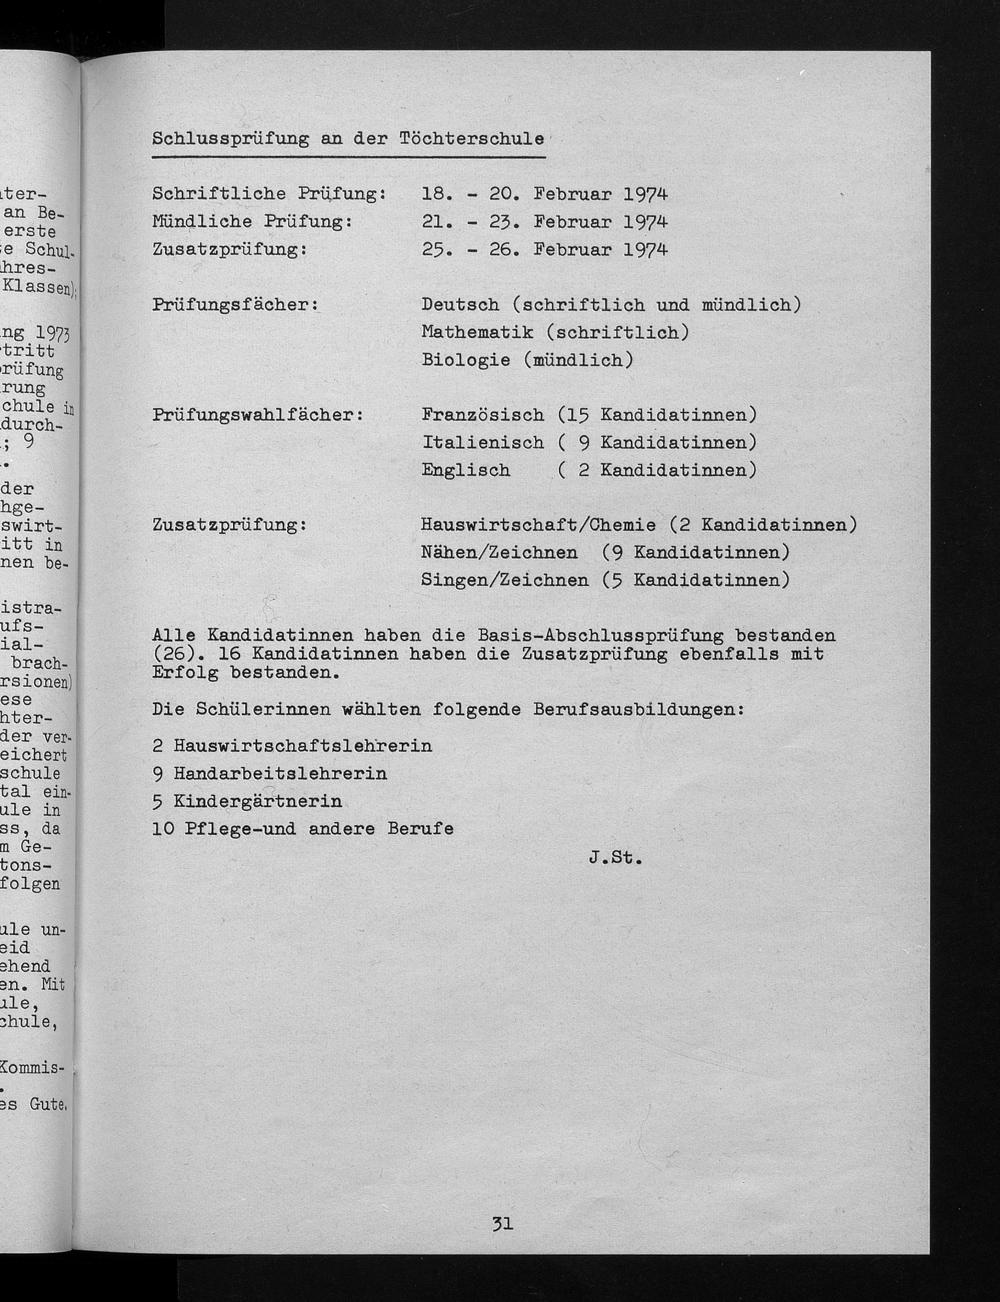 Schlussprüfung an der Töchterschule
Schriftliche Prüfung: 18. - 20. Februar 1974
Mündliche Prüfung: 21. - 23. Februar 1974
Zusatzprüfung: 25. - 26. Februar 1974
Prüfungsfächer: Deutsch (schriftlich und mündlich)
Mathematik (schriftlich)
Biologie (mündlich)
Prüfungswahlfächer: Französisch (15 Kandidatinnen)
Italienisch ( 9 Kandidatinnen)
Englisch ( 2 Kandidatinnen)
Zusatzprüfung: Hauswirtschaft/Chemie (2 Kandidatinnen)
Nähen/Zeichnen (9 Kandidatinnen)
Singen/Zeichnen (5 Kandidatinnen)
Alle Kandidatinnen haben die Basis-Abschlussprüfung bestanden
(26). 16 Kandidatinnen haben die Zusatzprüfung ebenfalls mit
Erfolg bestanden.
Die Schülerinnen wählten folgende Berufsausbildungen:
2 Hauswirtschaftslehrerin
9 Handarbeitslehrerin
5 Kindergärtnerin
10 Pflege-und andere Berufe
J.St.
31